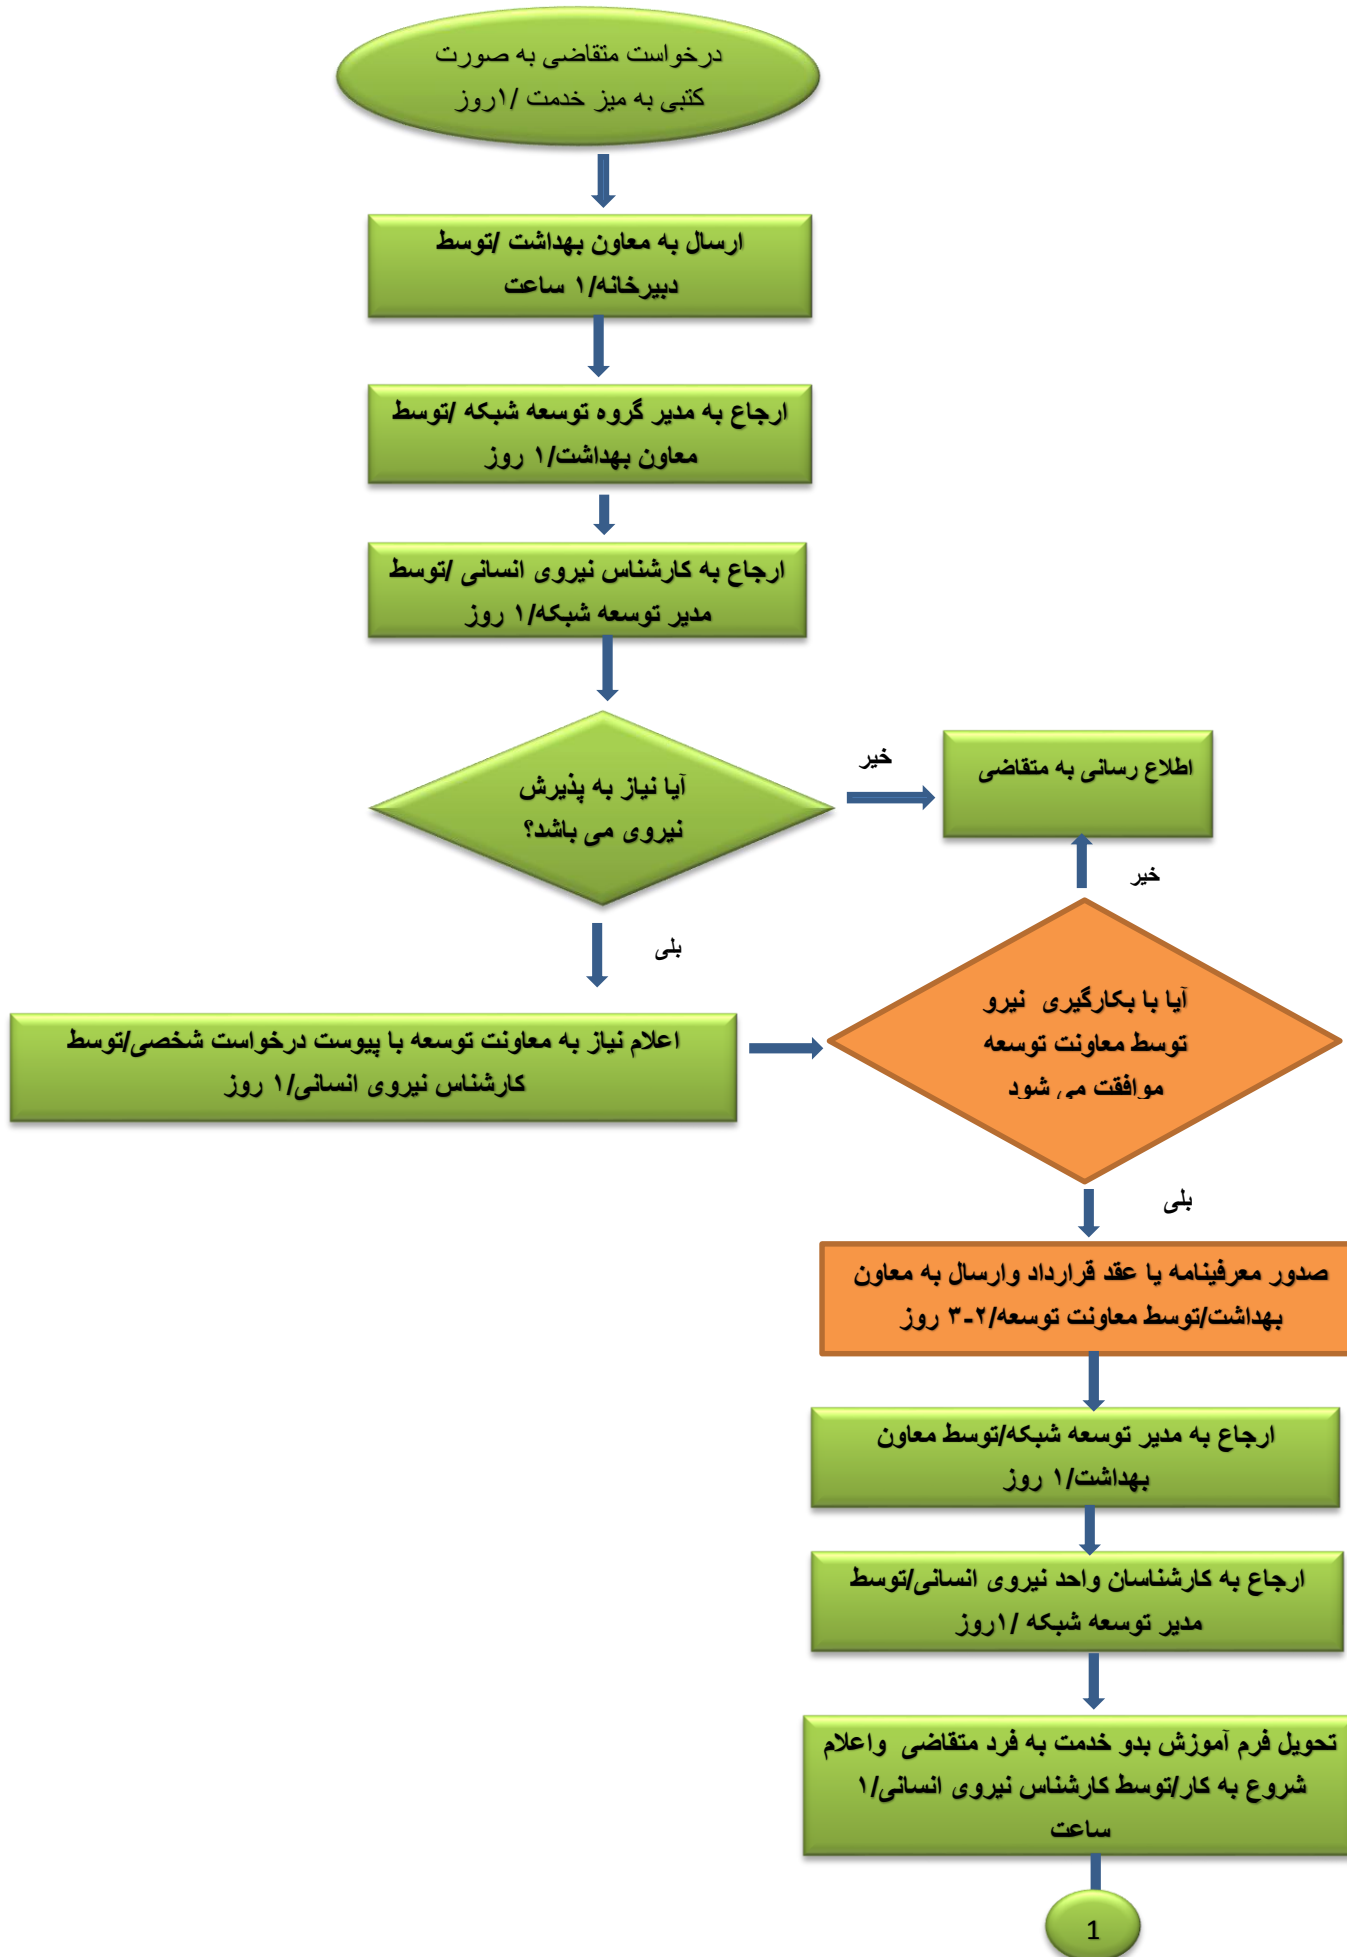 درخواست متقاضی به صورت
کتبی به میز خدمت /۱روز
ارسال به معاون بهداشت /توسط
دبیرخانه/۱ ساعت
ارجاع به مدیر گروه توسعه شبکه /توسط
معاون بهداشت/۱ روز
ارجاع به کارشناس نیروی انسانی /توسط
مدیر توسعه شبکه/۱ روز
آیا نیاز به پذیرش
نیروی می باشد؟
خیر
اطلاع رسانی به متقاضی
خیر
بلی
اعلام نیاز به معاونت توسعه با پیوست درخواست شخصی/توسط
کارشناس نیروی انسانی/۱ روز
آیا با بکارگیری نیرو
توسط معاونت توسعه
موافقت می شود
بلی
صدور معرفینامه یا عقد قرارداد وارسال به معاون
بهداشت/توسط معاونت توسعه/۲-۳ روز
ارجاع به مدیر توسعه شبکه/توسط معاون
بهداشت/۱ روز
ارجاع به کارشناسان واحد نیروی انسانی/توسط
مدیر توسعه شبکه /۱روز
تحویل فرم آموزش بدو خدمت به فرد متقاضی واعلام
شروع به کار/توسط کارشناس نیروی انسانی/۱
ساعت
1